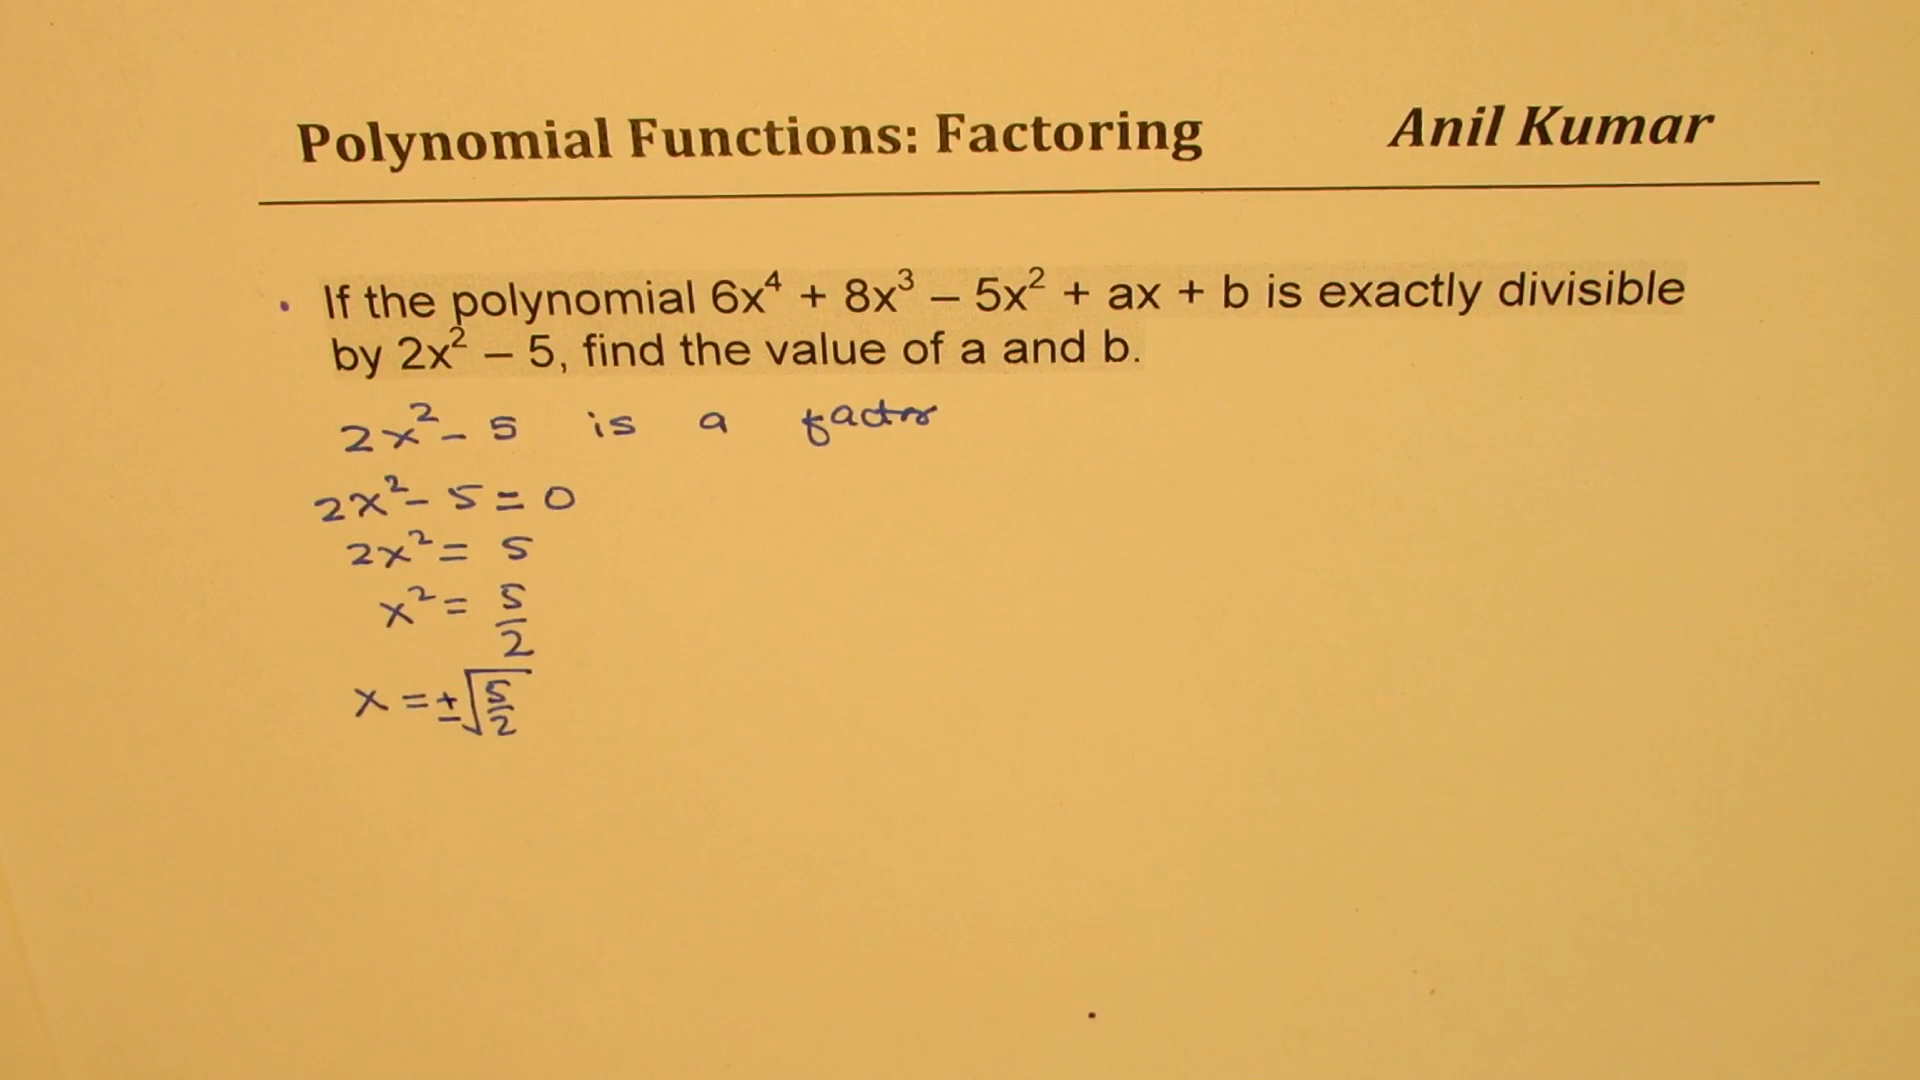 Polynomial Functions: Factoring Anil Kumar
• If the polynomial 6x⁴ + 8x³ – 5x² + ax + b is exactly divisible
by 2x² – 5, find the value of a and b.
2x² - 5 is a factor
2x² - 5 = 0
2x² = 5
x² = 5/2
x = ±√(5/2)